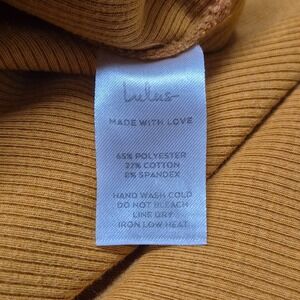 Lulus
MADE WITH LOVE
65% POLYESTER
27% COTTON
8% SPANDEX
HAND WASH COLD
DO NOT BLEACH
LINE DRY
IRON LOW HEAT